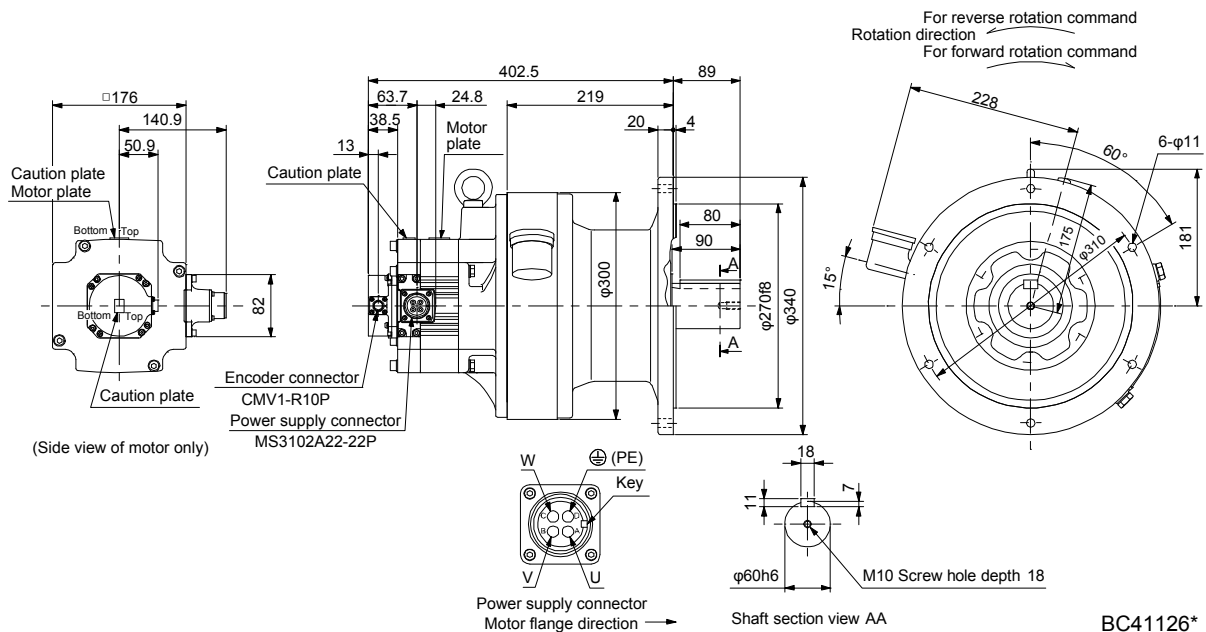 For reverse rotation command
Rotation direction
For forward rotation command
402.5
89
63.7
24.8
219
38.5
20
4
13
Motor
plate
Caution plate
□176
140.9
50.9
Caution plate
Motor plate
Bottom
Top
Bottom
Top
82
Caution plate
(Side view of motor only)
Encoder connector
CMV1-R10P
Power supply connector
MS3102A22-22P
φ300
80
90
A
A
φ270f8
φ340
228
60°
6-φ11
175
φ310
181
15°
W
(PE)
Key
C
D
B
A
V
U
Power supply connector
Motor flange direction
18
11
7
φ60h6
M10 Screw hole depth 18
Shaft section view AA
BC41126*